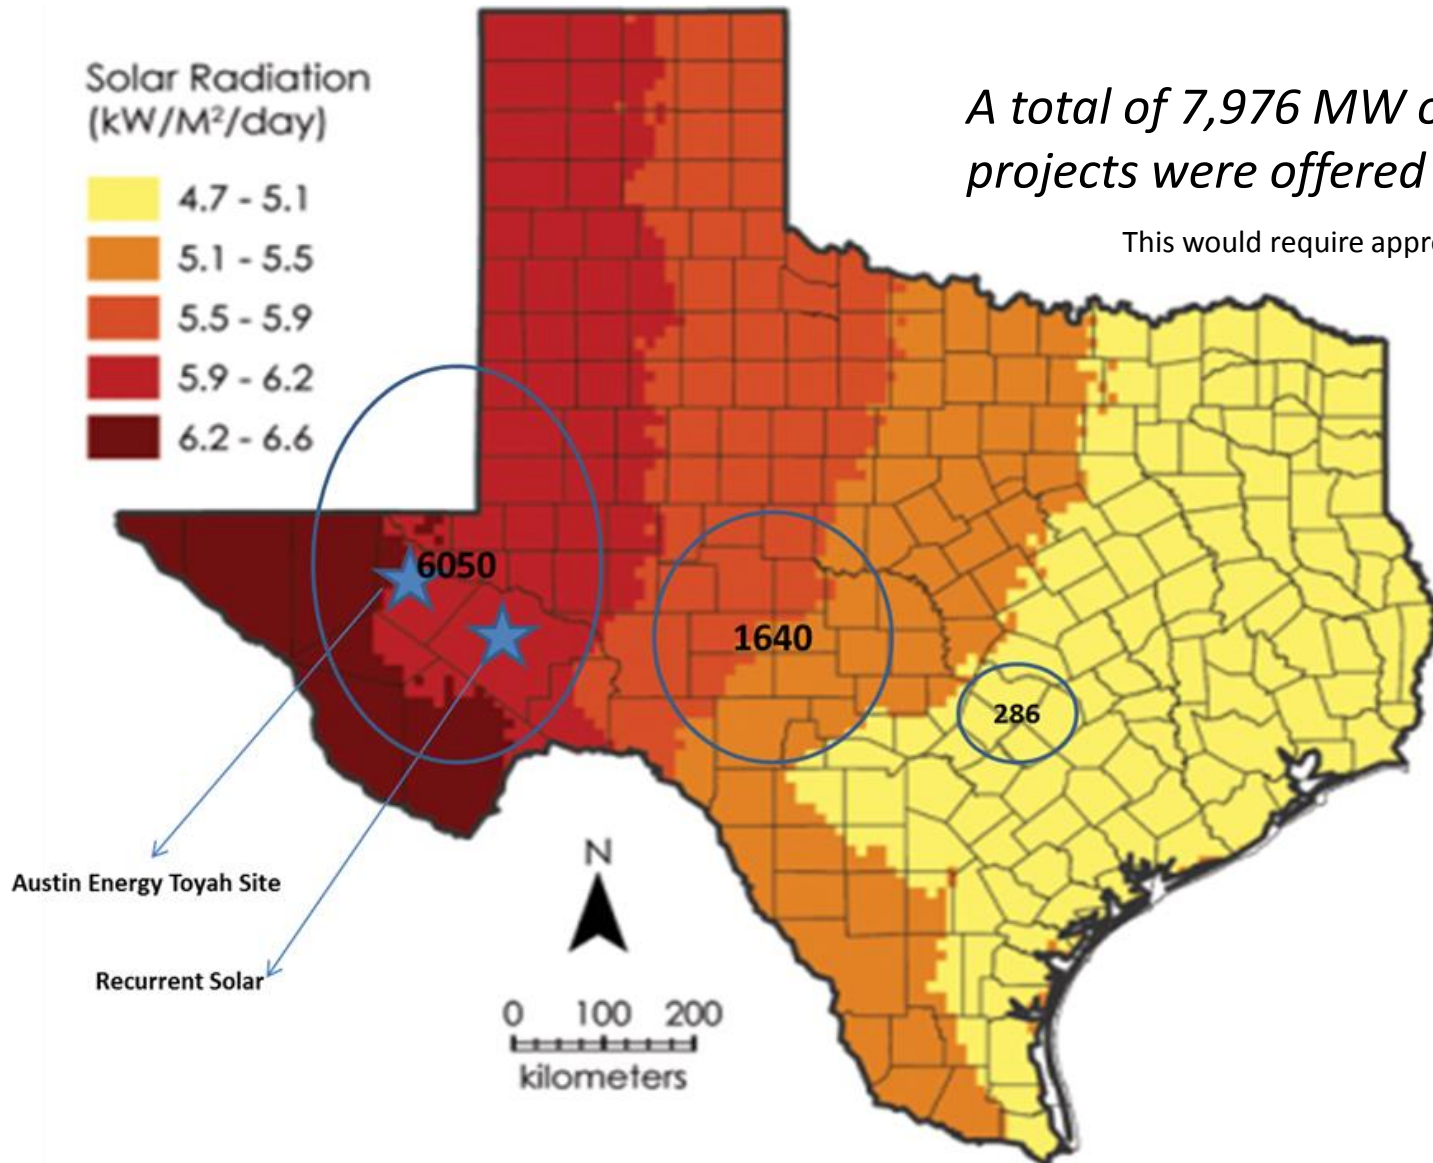 Solar Radiation
(kW/M²/day)
4.7 - 5.1
5.1 - 5.5
5.5 - 5.9
5.9 - 6.2
6.2 - 6.6
A total of 7,976 MW
projects were offered
This would require
6050
1640
286
Austin Energy Toyah Site
Recurrent Solar
N
0 100 200
kilometers